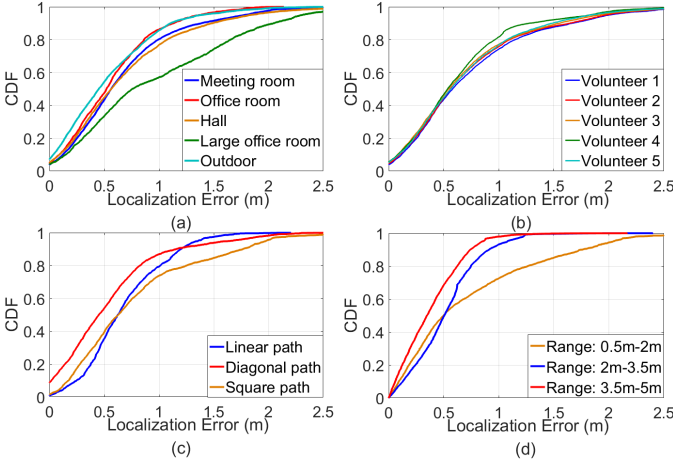 CDF
1
0.8
0.6
0.4
0.2
0
Meeting room
Office room
Hall
Large office room
Outdoor
0 0.5 1 1.5 2 2.5
Localization Error (m)
(a)
CDF
1
0.8
0.6
0.4
0.2
0
Volunteer 1
Volunteer 2
Volunteer 3
Volunteer 4
Volunteer 5
0 0.5 1 1.5 2 2.5
Localization Error (m)
(b)
CDF
1
0.8
0.6
0.4
0.2
0
Linear path
Diagonal path
Square path
0 0.5 1 1.5 2 2.5
Localization Error (m)
(c)
CDF
1
0.8
0.6
0.4
0.2
0
Range: 0.5m-2m
Range: 2m-3.5m
Range: 3.5m-5m
0 0.5 1 1.5 2 2.5
Localization Error (m)
(d)